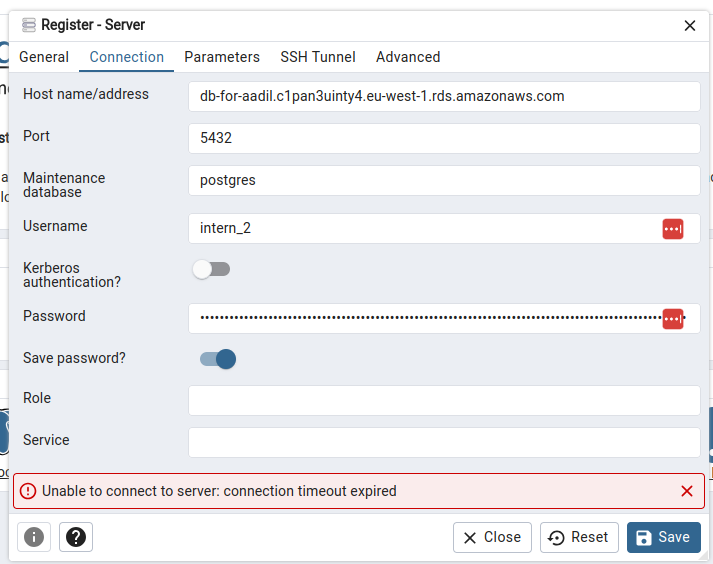 Register - Server
General Connection Parameters SSH Tunnel Advanced
Host name/address
db-for-aadil.c1pan3uinty4.eu-west-1.rds.amazonaws.com
Port
5432
Maintenance
database
postgres
Username
intern_2
Kerberos
authentication?
Password
Save password?
Role
Service
Unable to connect to server: connection timeout expired
Close Reset Save